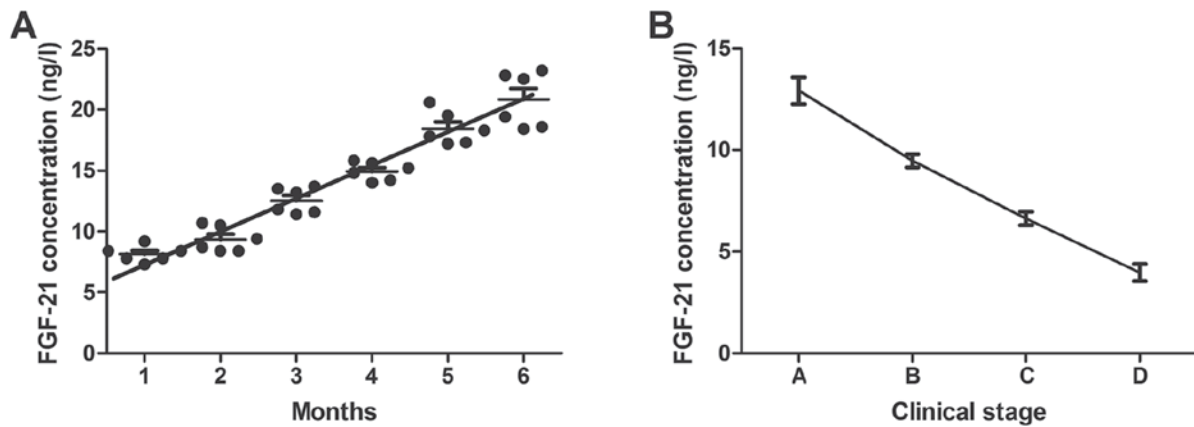 A
FGF-21 concentration (ng/l)
25
20
15
10
5
0
1 2 3 4 5 6
Months
B
FGF-21 concentration (ng/l)
15
10
5
0
A B C D
Clinical stage